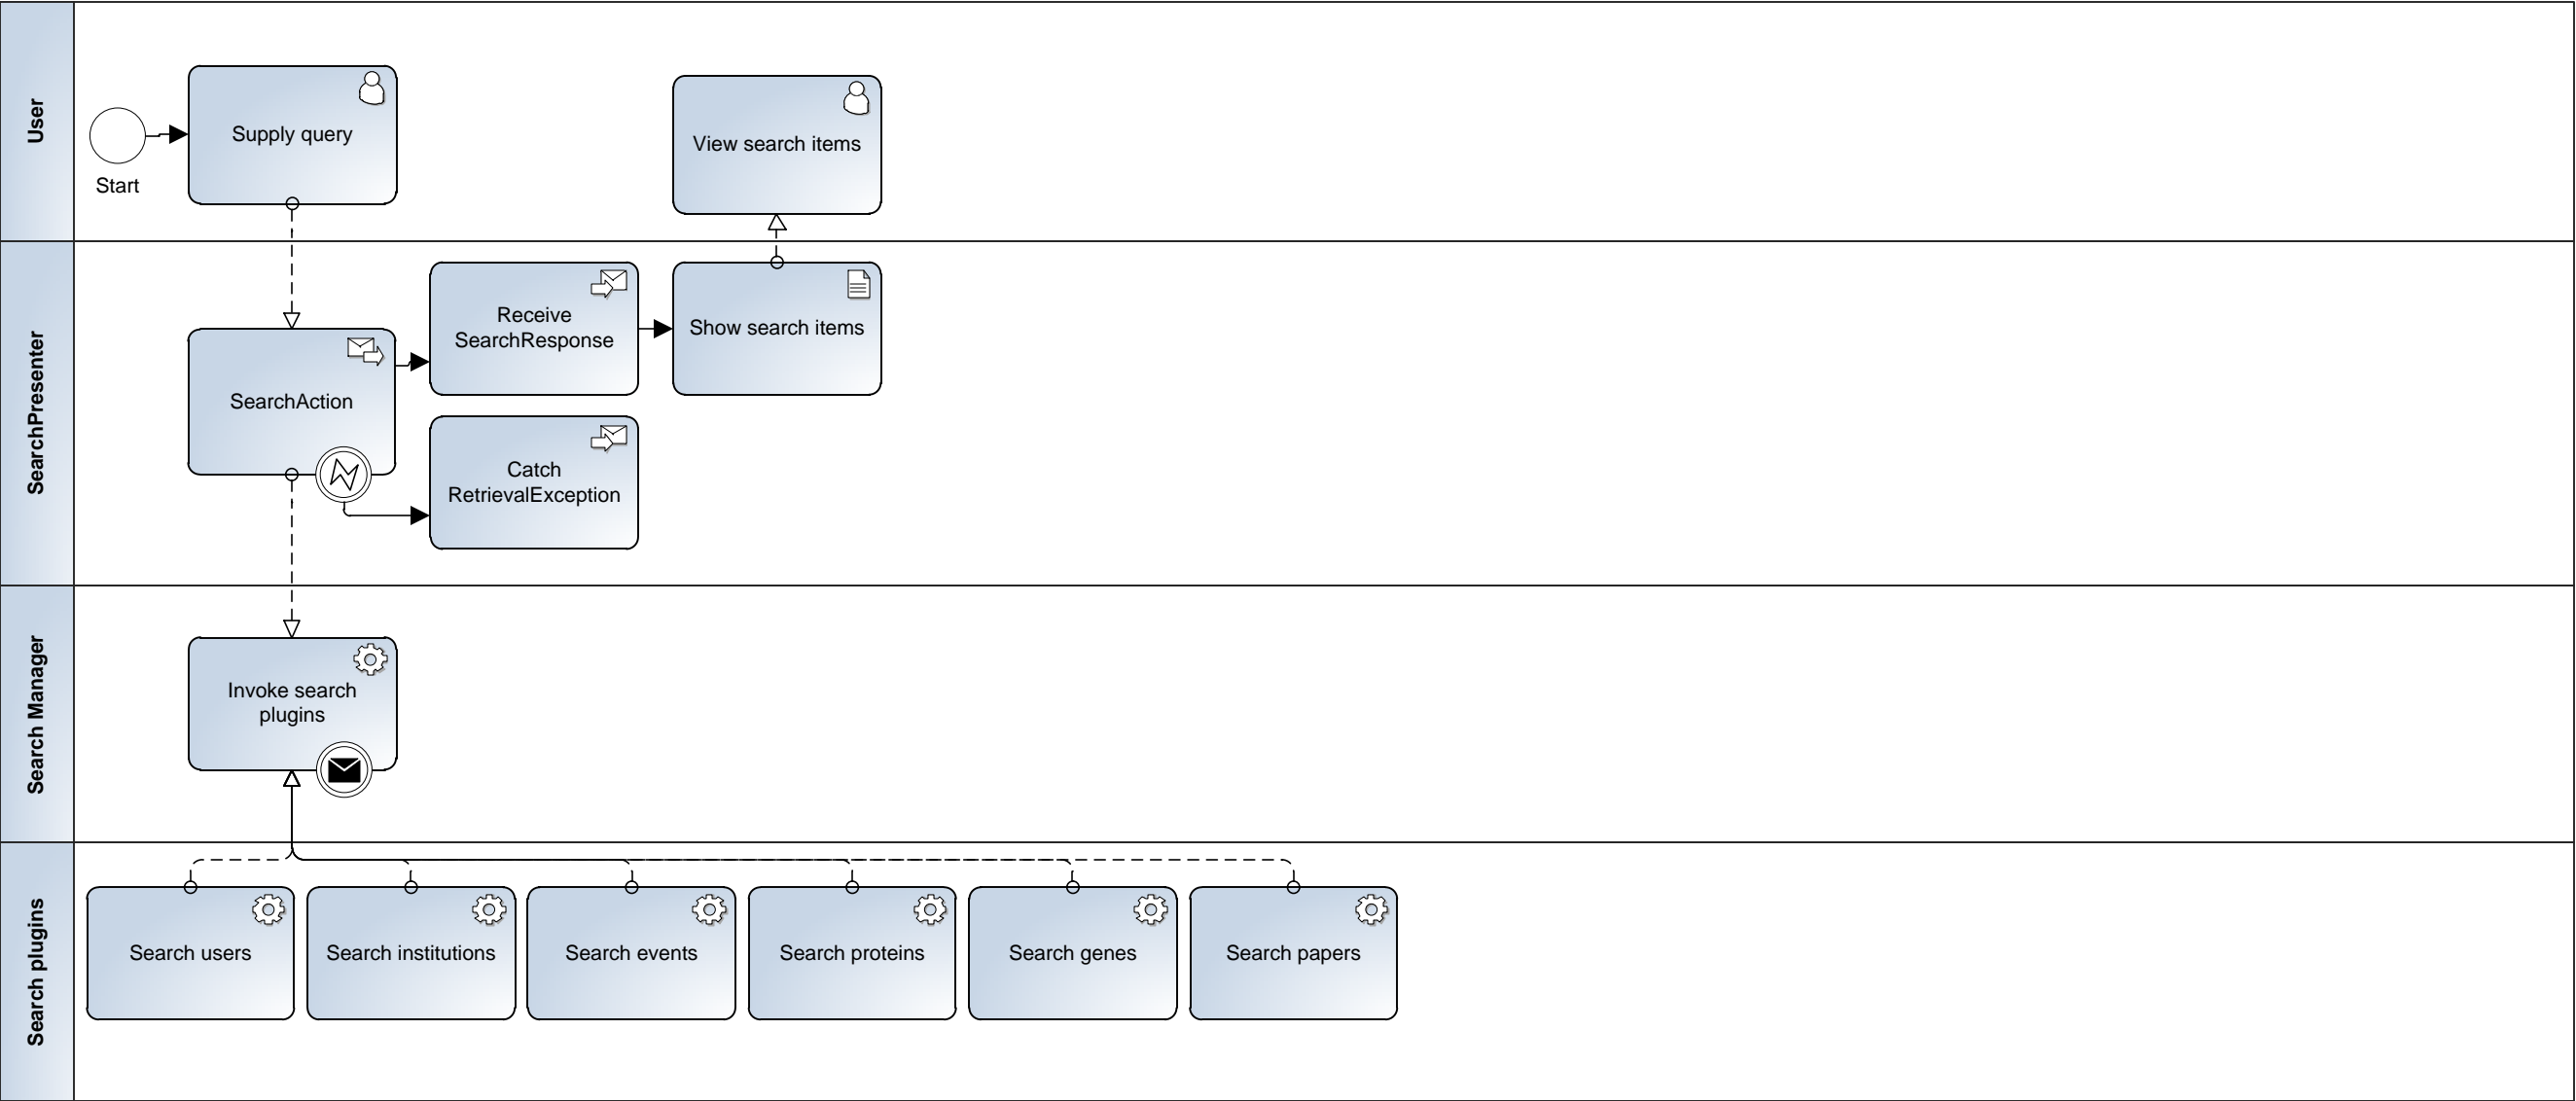 User
Start
Supply query
View search items
SearchPresenter
SearchAction
Receive
SearchResponse
Show search items
Catch
RetrievalException
Search Manager
Invoke search
plugins
Search plugins
Search users
Search institutions
Search events
Search proteins
Search genes
Search papers